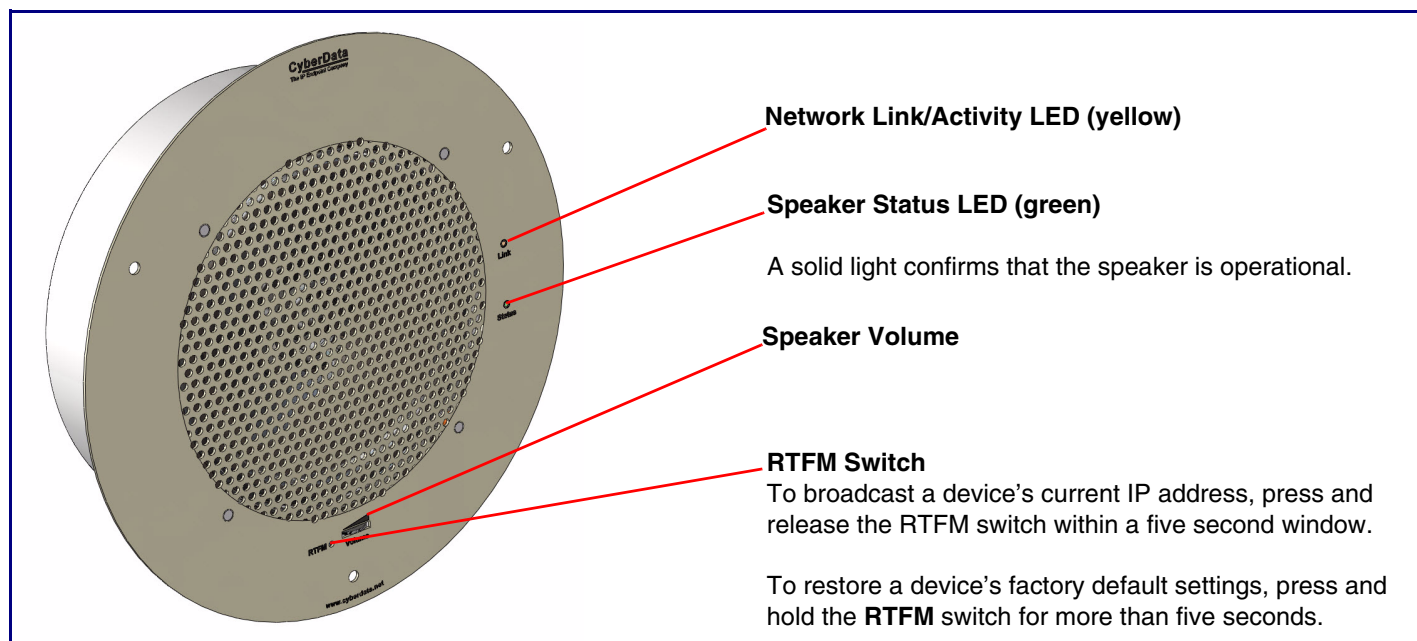 CyberData
The IP Endpoint Company
Network Link/Activity LED (yellow)
Link
Speaker Status LED (green)
A solid light confirms that the speaker is operational.
Status
Speaker Volume
RTFM Switch
To broadcast a device's current IP address, press and
release the RTFM switch within a five second window.
To restore a device's factory default settings, press and
hold the RTFM switch for more than five seconds.
RTFM
Volume
www.cyberdata.net